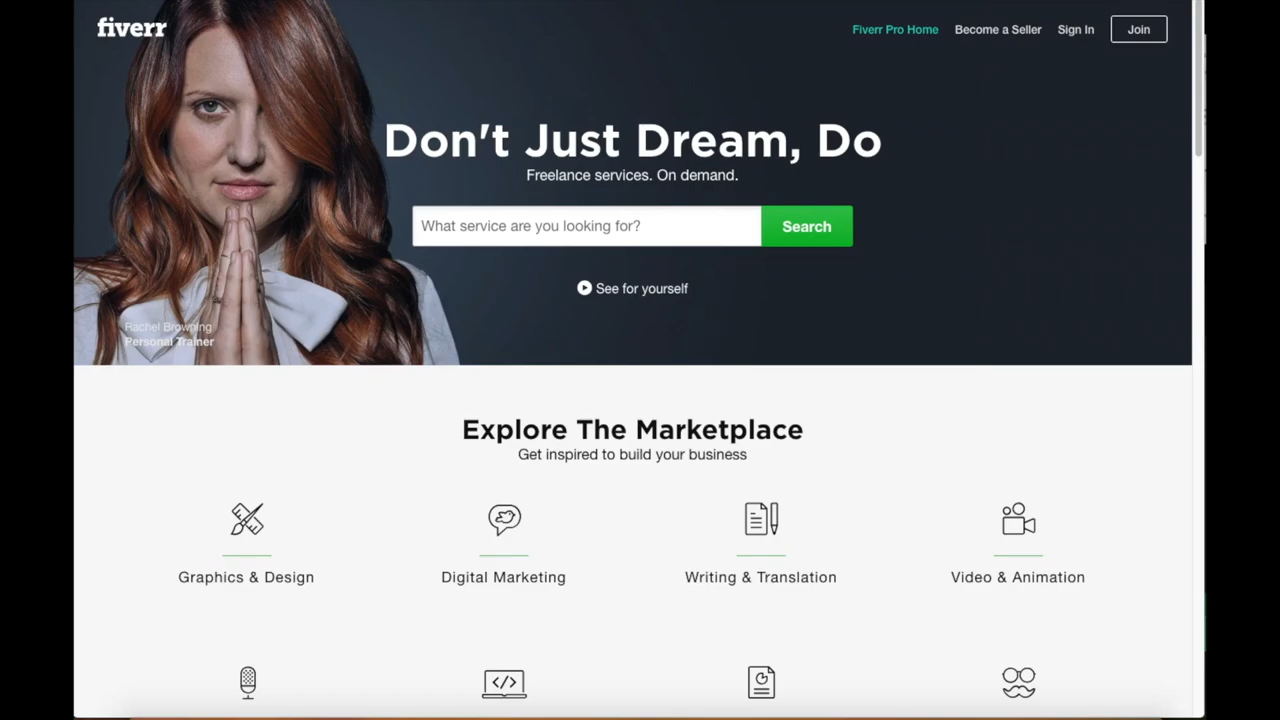 fiverr
Fiverr Pro Home
Become a Seller
Sign In
Join
Don't Just Dream, Do
Freelance services. On demand.
What service are you looking for?
Search
See for yourself
Rachel Browning
Personal Trainer
Explore The Marketplace
Get inspired to build your business
Graphics & Design
Digital Marketing
Writing & Translation
Video & Animation